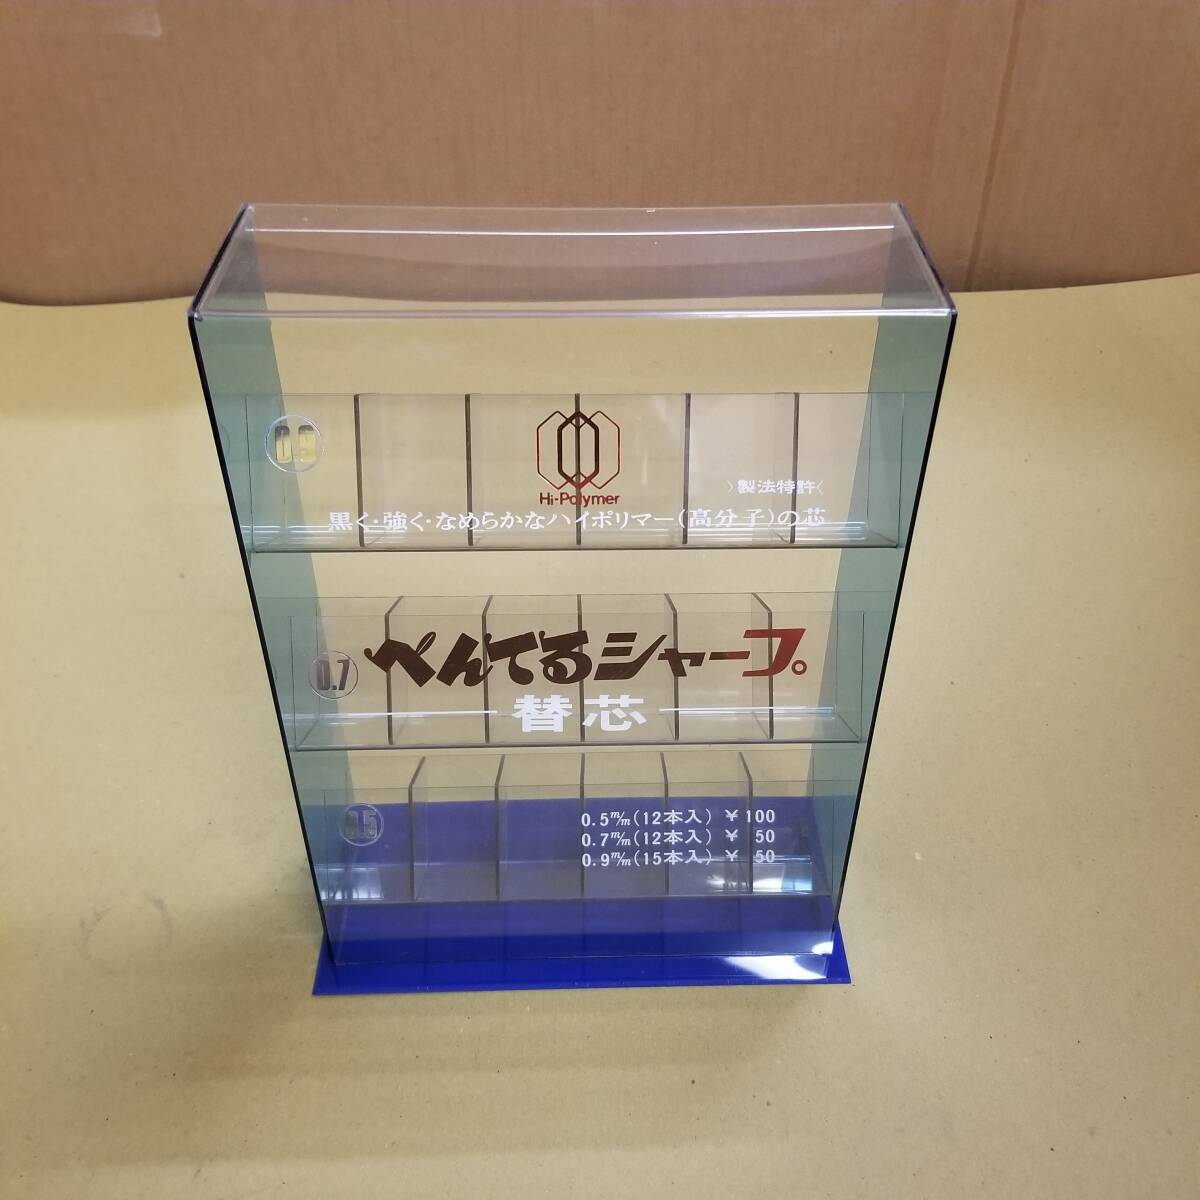 0.9
Hi-Polymer
〉製法特許〈
黒く・強く・なめらかなハイポリマー(高分子)の芯
0.7
ぺんてるシャープ。
替芯
0.5
0.5m/m(12本入) ¥100
0.7m/m(12本入) ¥ 50
0.9m/m(15本入) ¥ 50